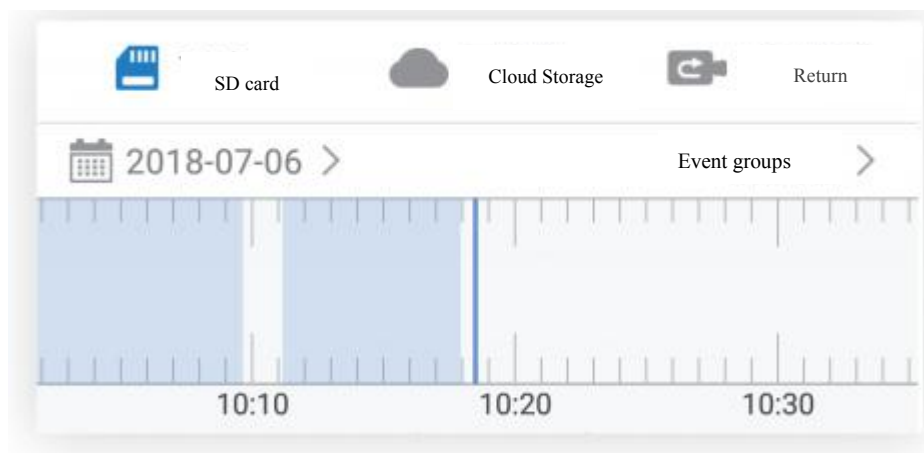 SD card Cloud Storage Return
2018-07-06 > Event groups >
10:10 10:20 10:30